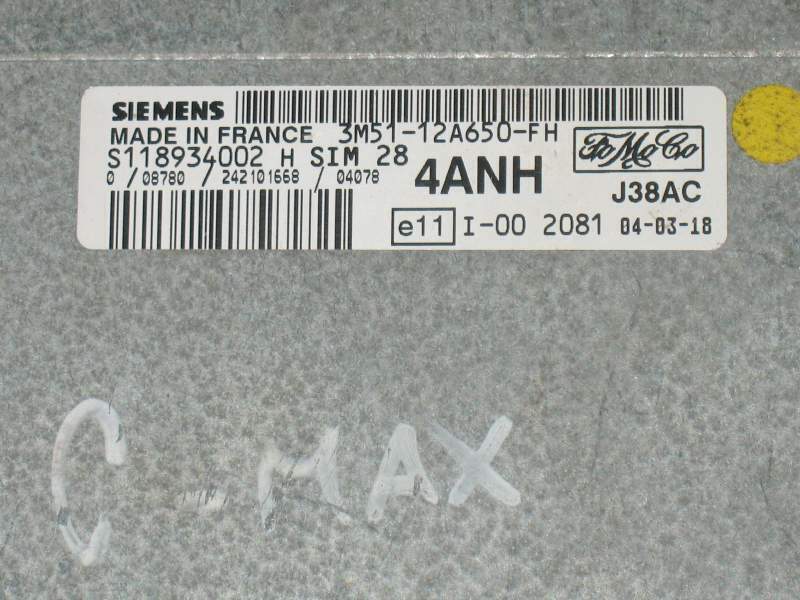 SIEMENS
MADE IN FRANCE 3M51-12A650-FH
S118934002 H SIM 28
FoMoCo
0 / 08780 / 242101668 / 04078
4ANH
J38AC
e11 I-00 2081 04-03-18
C-MAX